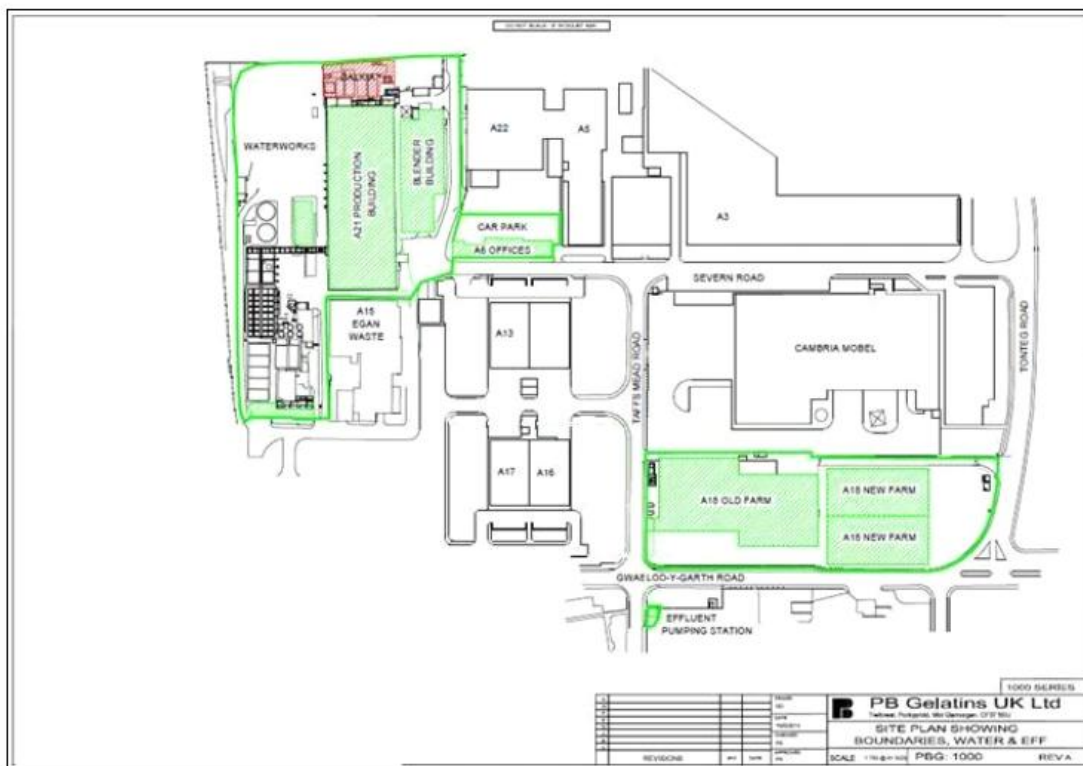 WATERWORKS
A21 PRODUCTION
BUILDING
BLENDER
BUILDING
A22
A5
CAR PARK
A6 OFFICES
A3
SEVERN ROAD
A15
EGAN
WASTE
A13
TAFFS MEAD ROAD
CAMBRIA MOBEL
TONTEG ROAD
A17
A16
A18 OLD FARM
A18 NEW FARM
A18 NEW FARM
GWAELOD-Y-GARTH ROAD
EFFLUENT
PUMPING STATION
1000 SERIES
PB Gelatins UK Ltd
SITE PLAN SHOWING
BOUNDARIES, WATER & EFF
REVISIONS
SCALE
PBG: 1000
REV A